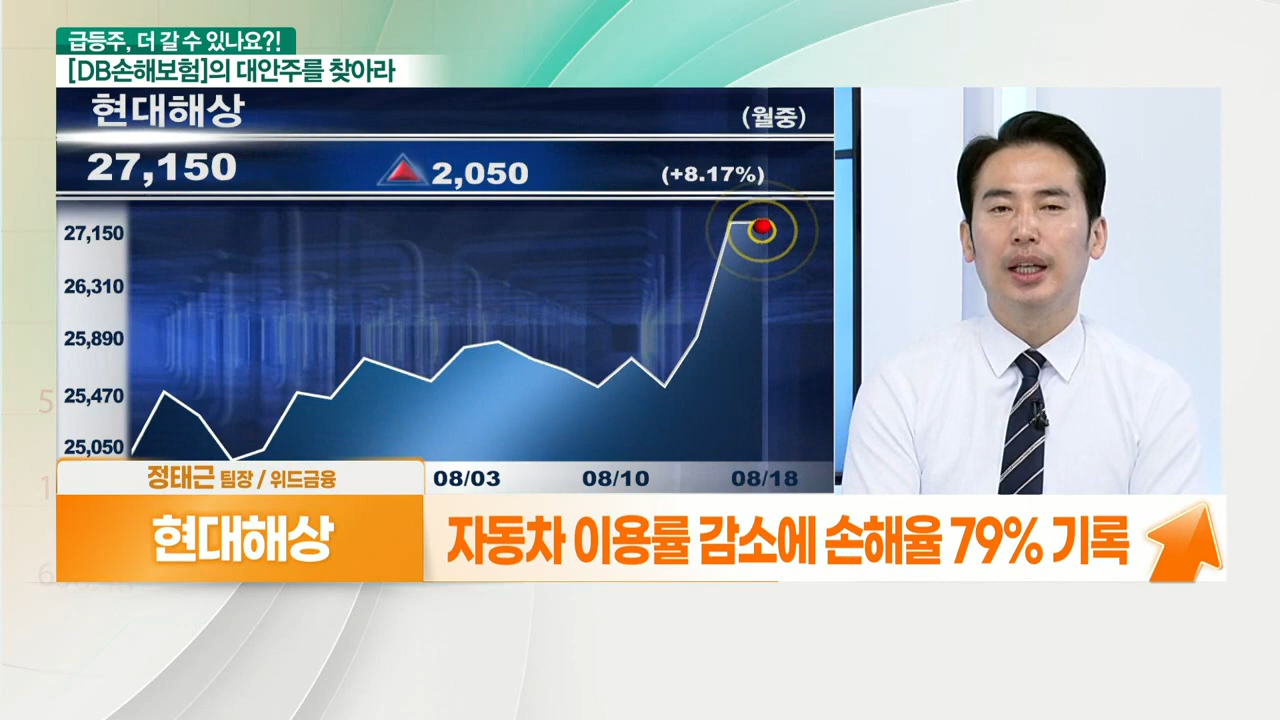 급등주, 더 갈 수 있나요?!
[DB손해보험]의 대안주를 찾아라
현대해상
(월중)
27,150
2,050
(+8.17%)
27,150
26,310
25,890
25,470
25,050
08/03
08/10
08/18
정태근 팀장 / 위드금융
현대해상
자동차 이용률 감소에 손해율 79% 기록